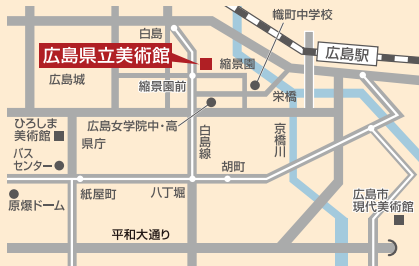 白島
幟町中学校
広島県立美術館
広島駅
縮景園
広島城
縮景園前
栄橋
ひろしま
美術館
広島女学院中・高
県庁
白島線
京橋川
バス
センター
胡町
紙屋町
八丁堀
原爆ドーム
広島市
現代美術館
平和大通り